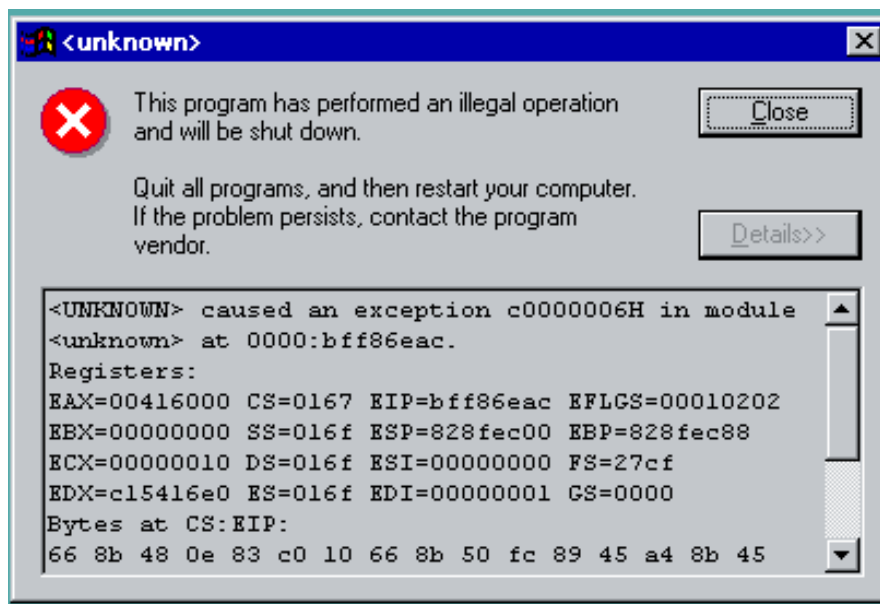 <unknown>
This program has performed an illegal operation
and will be shut down.
Close
Quit all programs, and then restart your computer.
If the problem persists, contact the program
vendor.
Details>>
<UNKNOWN> caused an exception c0000006H in module
<unknown> at 0000:bff86eac.
Registers:
EAX=00416000 CS=0167 EIP=bff86eac EFLGS=00010202
EBX=00000000 SS=016f ESP=828fec00 EBP=828fec88
ECX=00000010 DS=016f ESI=00000000 FS=27cf
EDX=c15416e0 ES=016f EDI=00000001 GS=0000
Bytes at CS:EIP:
66 8b 48 0e 83 c0 10 66 8b 50 fc 89 45 a4 8b 45